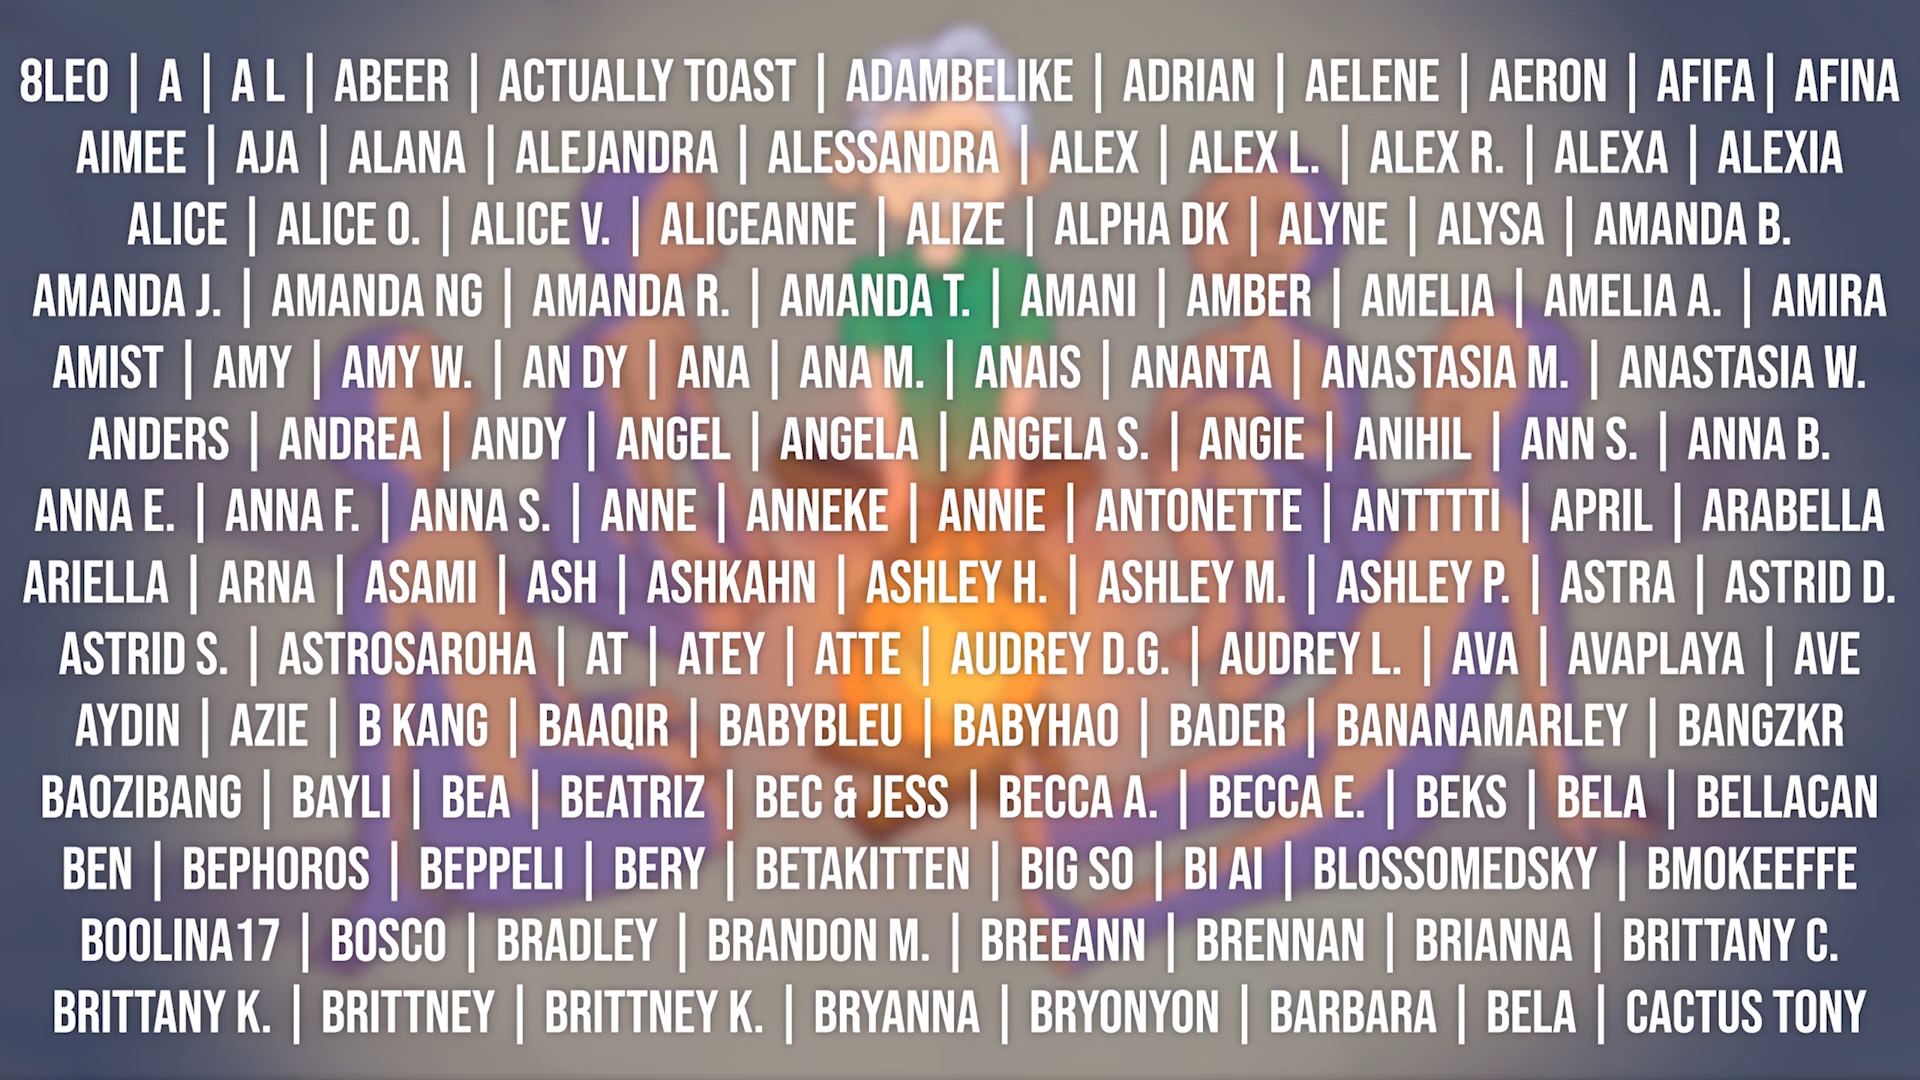 8LEO | A | A L | ABEER | ACTUALLY TOAST | ADAMBELIKE | ADRIAN | AELENE | AERON | AFIFA | AFINA
AIMEE | AJA | ALANA | ALEJANDRA | ALESSANDRA | ALEX | ALEX L. | ALEX R. | ALEXA | ALEXIA
ALICE | ALICE O. | ALICE V. | ALICEANNE | ALIZE | ALPHA DK | ALYNE | ALYSA | AMANDA B.
AMANDA J. | AMANDA NG | AMANDA R. | AMANDA T. | AMANI | AMBER | AMELIA | AMELIA A. | AMIRA
AMIST | AMY | AMY W. | AN DY | ANA | ANA M. | ANAIS | ANANTA | ANASTASIA M. | ANASTASIA W.
ANDERS | ANDREA | ANDY | ANGEL | ANGELA | ANGELA S. | ANGIE | ANIHIL | ANN S. | ANNA B.
ANNA E. | ANNA F. | ANNA S. | ANNE | ANNEKE | ANNIE | ANTONETTE | ANTTTTI | APRIL | ARABELLA
ARIELLA | ARNA | ASAMI | ASH | ASHKAHN | ASHLEY H. | ASHLEY M. | ASHLEY P. | ASTRA | ASTRID D.
ASTRID S. | ASTROSAROHA | AT | ATEY | ATTE | AUDREY D.G. | AUDREY L. | AVA | AVAPLAYA | AVE
AYDIN | AZIE | B KANG | BAAQIR | BABYBLEU | BABYHAO | BADER | BANANAMARLEY | BANGZKR
BAOZIBANG | BAYLI | BEA | BEATRIZ | BEC & JESS | BECCA A. | BECCA E. | BEKS | BELA | BELLACAN
BEN | BEPHOROS | BEPPELI | BERY | BETAKITTEN | BIG SO | BI AI | BLOSSOMEDSKY | BMOKEEFFE
BOOLINA17 | BOSCO | BRADLEY | BRANDON M. | BREEANN | BRENNAN | BRIANNA | BRITTANY C.
BRITTANY K. | BRITTNEY | BRITTNEY K. | BRYANNA | BRYONYON | BARBARA | BELA | CACTUS TONY